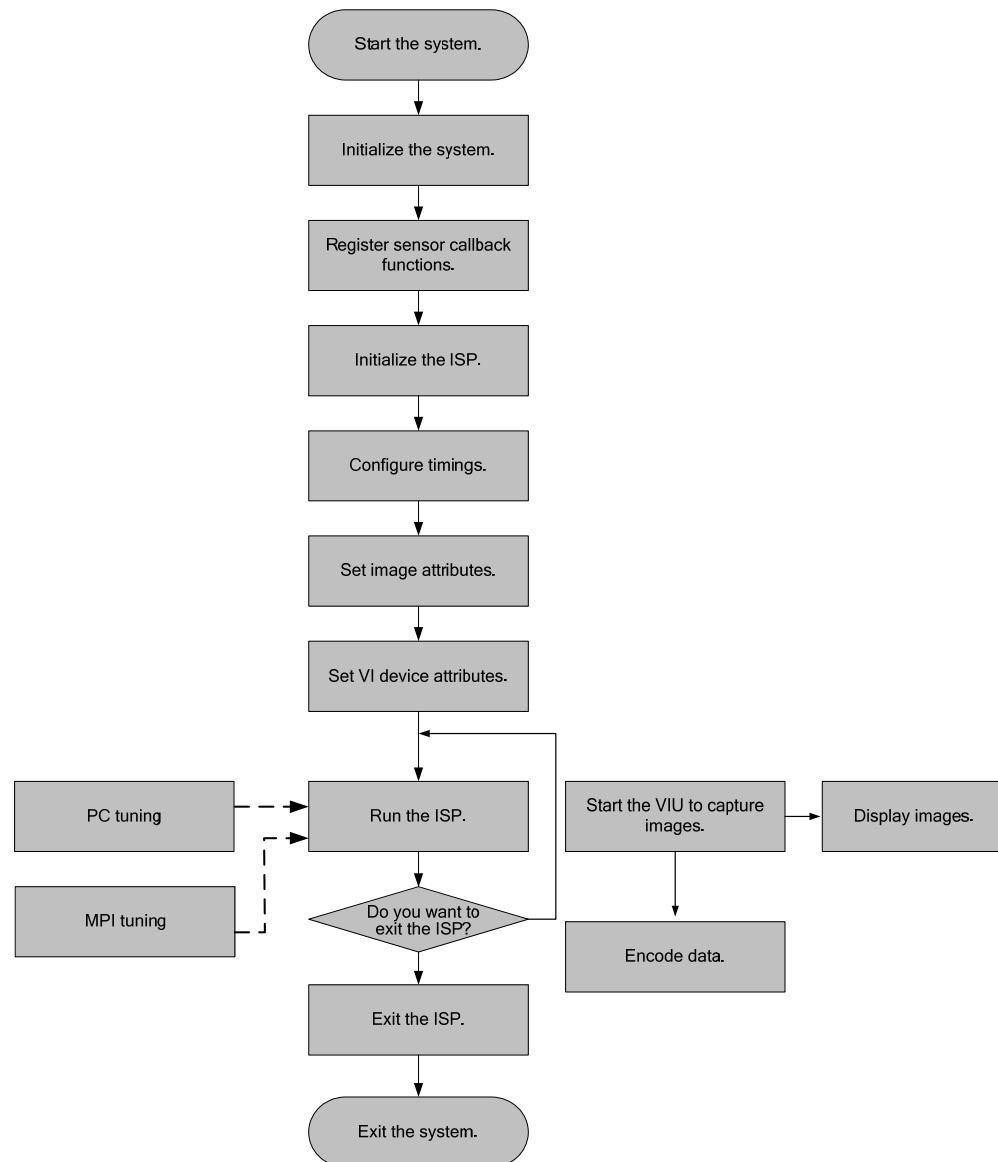 Start the system.
Initialize the system.
Register sensor callback
functions.
Initialize the ISP.
Configure timings.
Set image attributes.
Set VI device attributes.
PC tuning
Run the ISP.
Start the VIU to capture
images.
Display images.
MPI tuning
Do you want to
exit the ISP?
Encode data.
Exit the ISP.
Exit the system.